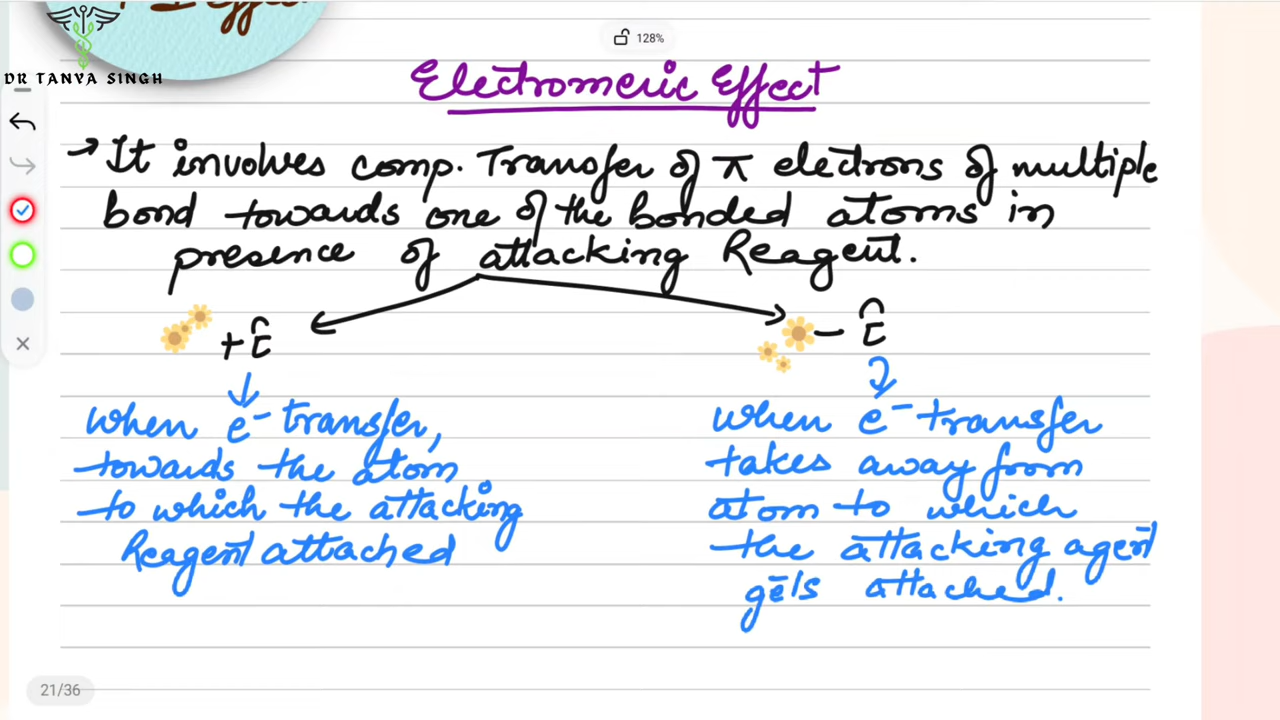 I effect
128%
DR TANYA SINGH
Electromeric Effect
→ It involves comp. Transfer of π electrons of multiple
bond towards one of the bonded atoms in
presence of attacking Reagent.
+Ê
- Ê
when e⁻ transfer,
towards the atom
to which the attacking
Reagent attached
when e⁻ transfer
takes away from
atom to which
the attacking agent
gets attached.
21/36